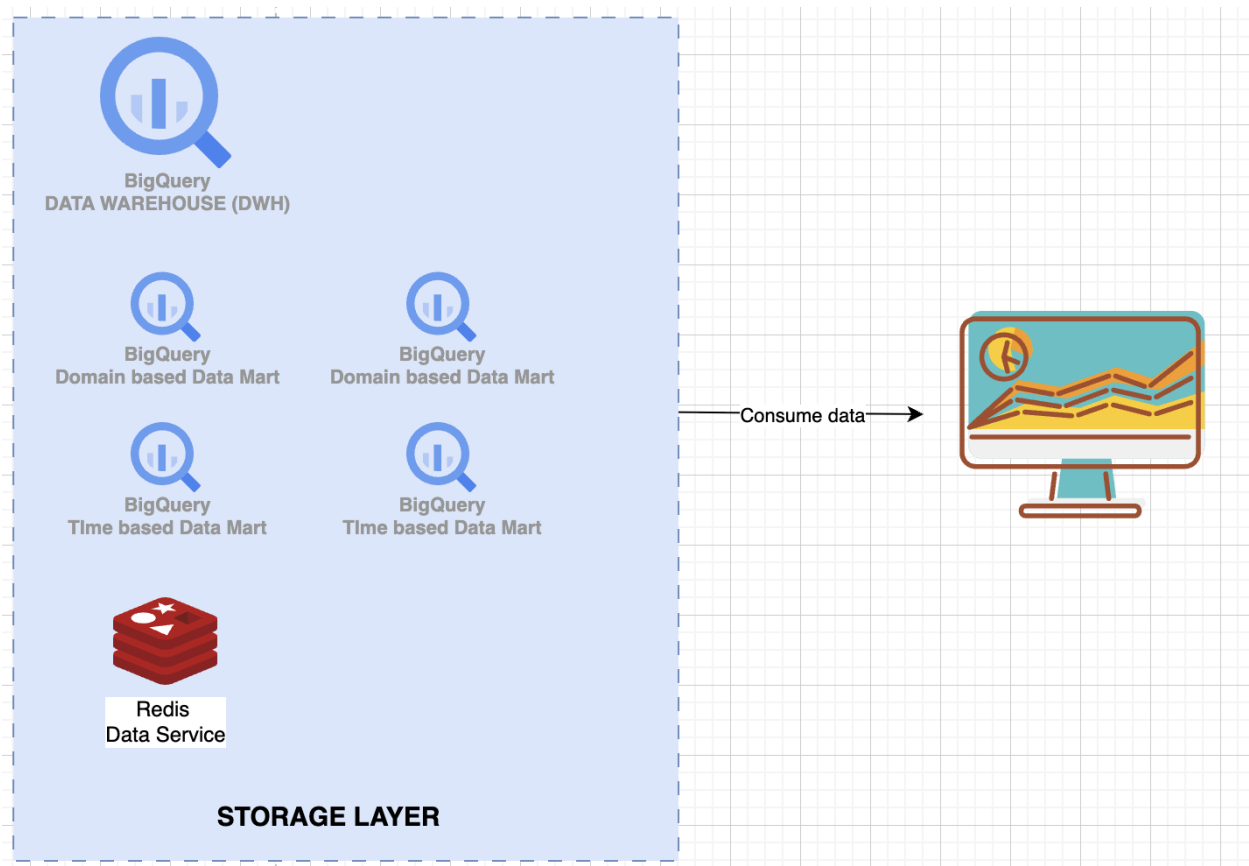 BigQuery
DATA WAREHOUSE (DWH)
BigQuery
Domain based Data Mart
BigQuery
Domain based Data Mart
BigQuery
TIme based Data Mart
BigQuery
TIme based Data Mart
Redis
Data Service
STORAGE LAYER
Consume data